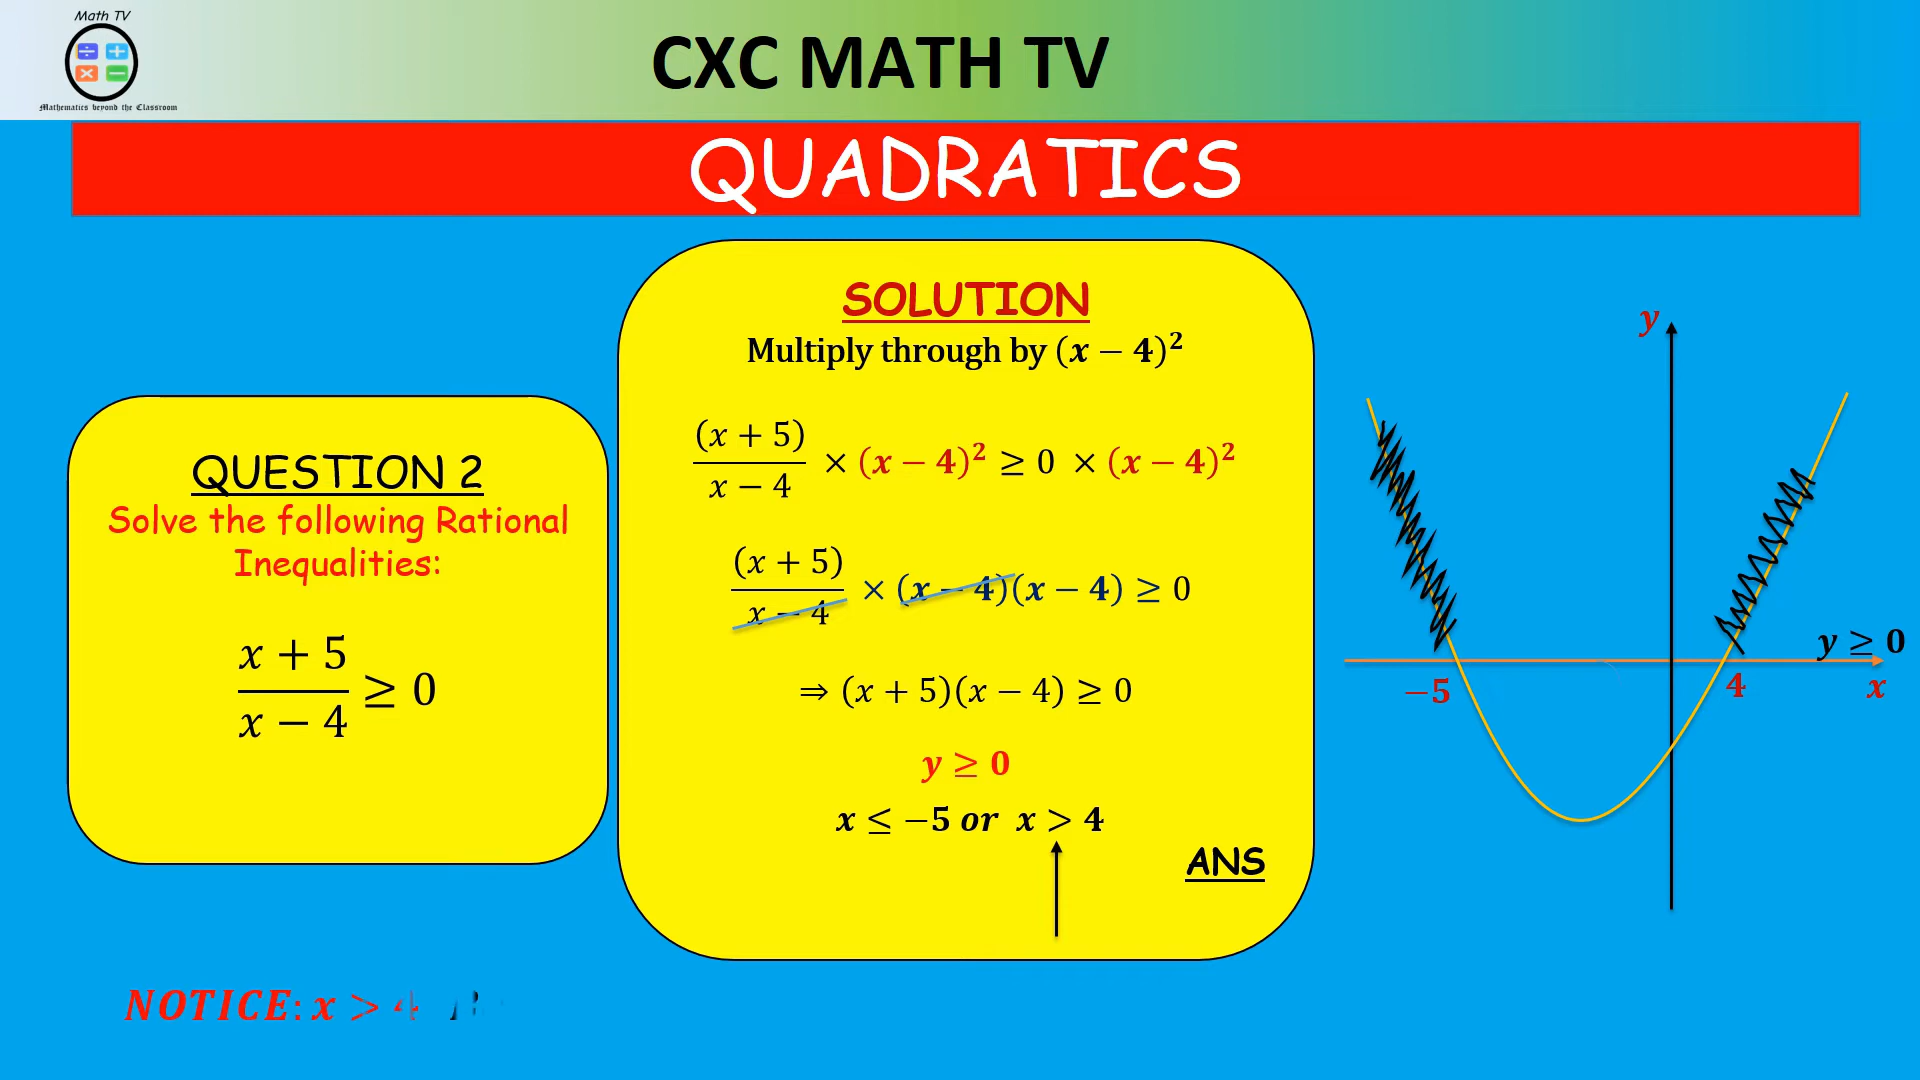 Math TV
Mathematics beyond the Classroom
CXC MATH TV
QUADRATICS
QUESTION 2
Solve the following Rational
Inequalities:
x + 5
x − 4
≥ 0
SOLUTION
Multiply through by (x − 4)²
(x + 5)
x − 4
× (x − 4)² ≥ 0 × (x − 4)²
(x + 5)
x − 4
× (x − 4)(x − 4) ≥ 0
⇒ (x + 5)(x − 4) ≥ 0
y ≥ 0
x ≤ −5 or x > 4
ANS
y
y ≥ 0
−5
4
x
NOTICE: x > 4